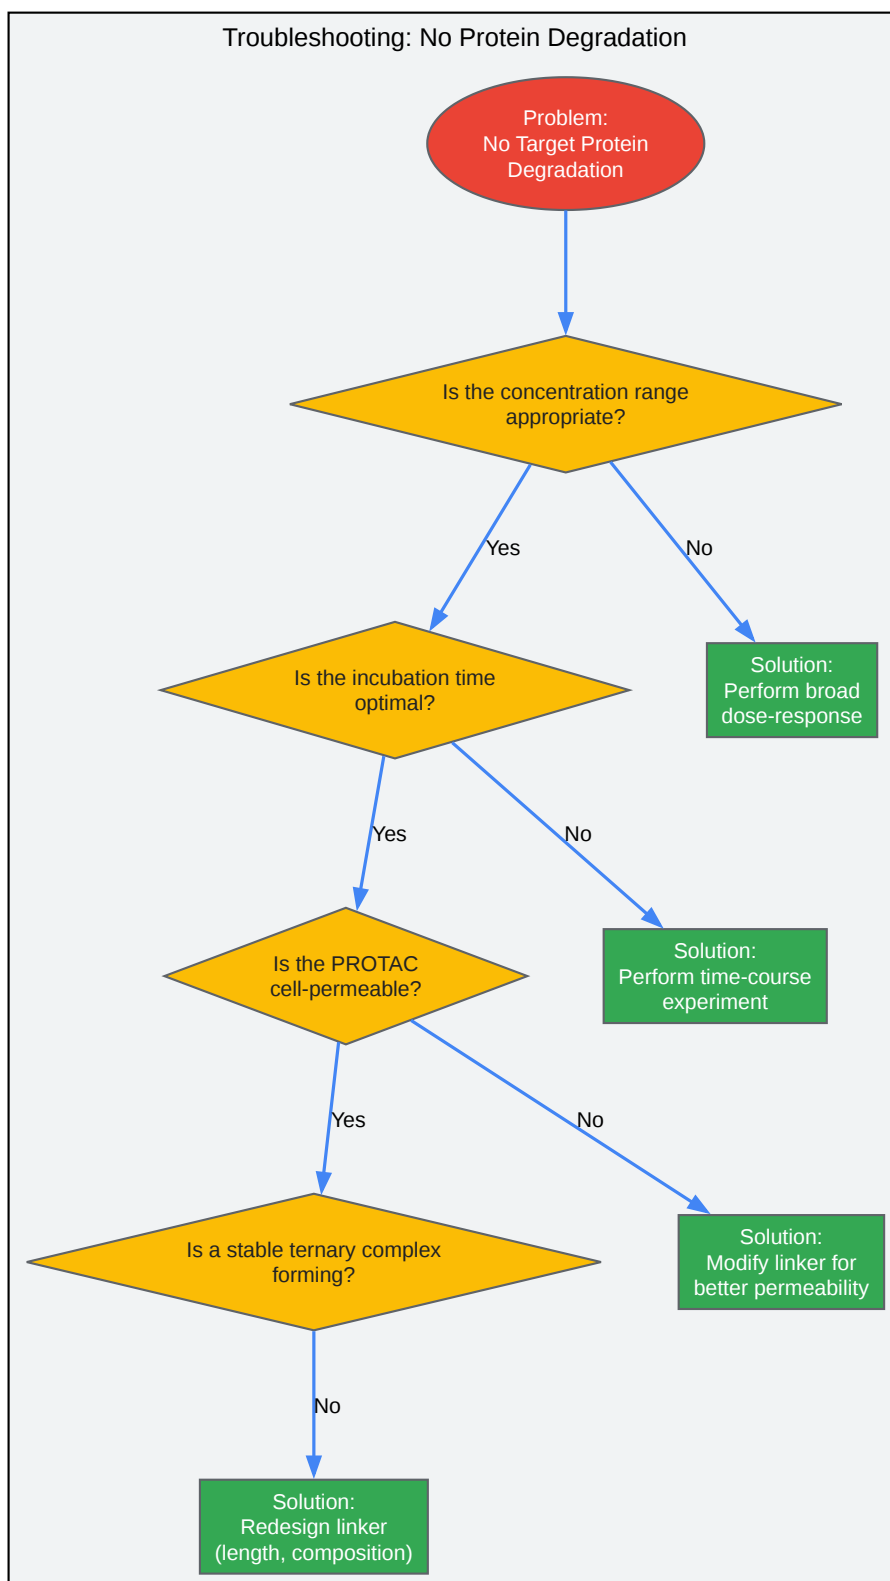 Troubleshooting: No Protein Degradation
Problem:
No Target Protein
Degradation
Is the concentration range
appropriate?
Yes
No
Is the incubation time
optimal?
Solution:
Perform broad
dose-response
Yes
No
Is the PROTAC
cell-permeable?
Solution:
Perform time-course
experiment
Yes
No
Is a stable ternary complex
forming?
Solution:
Modify linker for
better permeability
No
Solution:
Redesign linker
(length, composition)